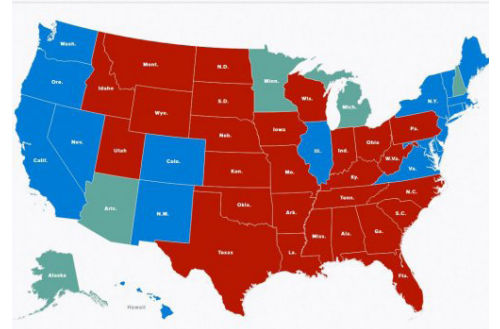 Wash.
Mont.
N.D.
Minn.
Ore.
Idaho
Wis.
S.D.
Mich.
N.Y.
Wyo.
Iowa
Pa.
Neb.
Nev.
Ohio
Ill.
Ind.
Utah
Colo.
W.Va.
Va.
Calif.
Kan.
Mo.
Ky.
N.C.
Tenn.
Okla.
Ariz.
N.M.
Ark.
S.C.
Miss.
Ala.
Ga.
Texas
La.
Fla.
Alaska
Hawaii